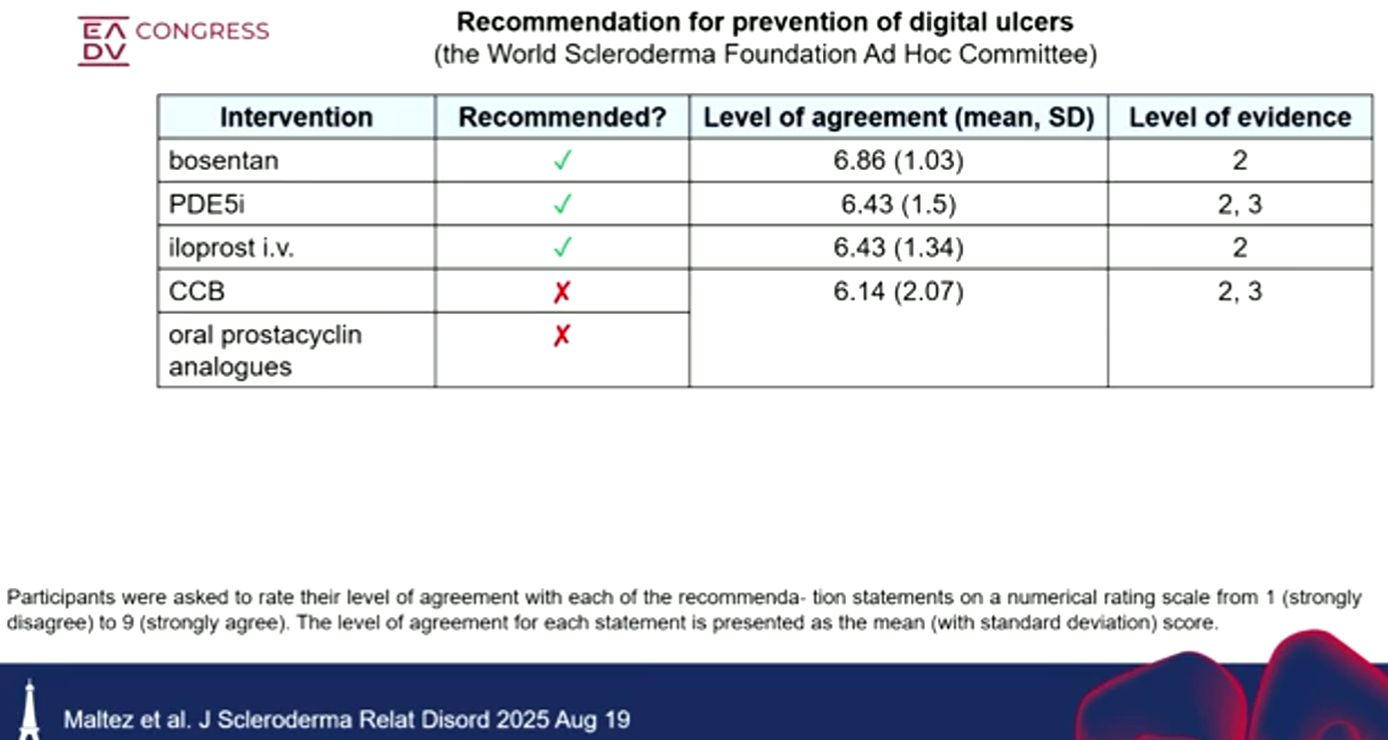 EADV CONGRESS
Recommendation for prevention of digital ulcers
(the World Scleroderma Foundation Ad Hoc Committee)
Intervention Recommended? Level of agreement (mean, SD) Level of evidence
bosentan ✓ 6.86 (1.03) 2
PDE5i ✓ 6.43 (1.5) 2, 3
iloprost i.v. ✓ 6.43 (1.34) 2
CCB ✗ 6.14 (2.07) 2, 3
oral prostacyclin ✗
analogues
Participants were asked to rate their level of agreement with each of the recommenda- tion statements on a numerical rating scale from 1 (strongly
disagree) to 9 (strongly agree). The level of agreement for each statement is presented as the mean (with standard deviation) score.
Maltez et al. J Scleroderma Relat Disord 2025 Aug 19